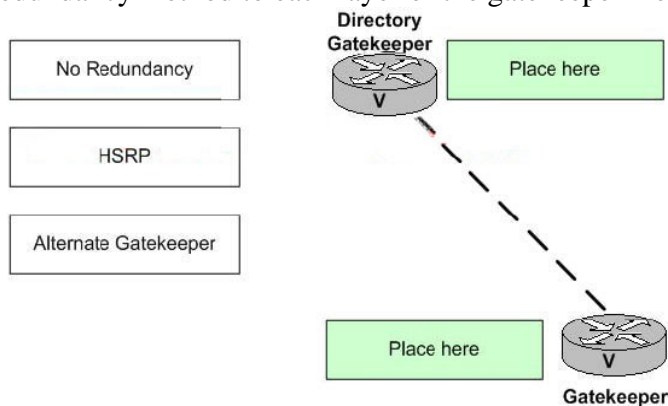 Directory
Gatekeeper
No Redundancy
Place here
V
HSRP
Alternate Gatekeeper
Place here
V
Gatekeeper